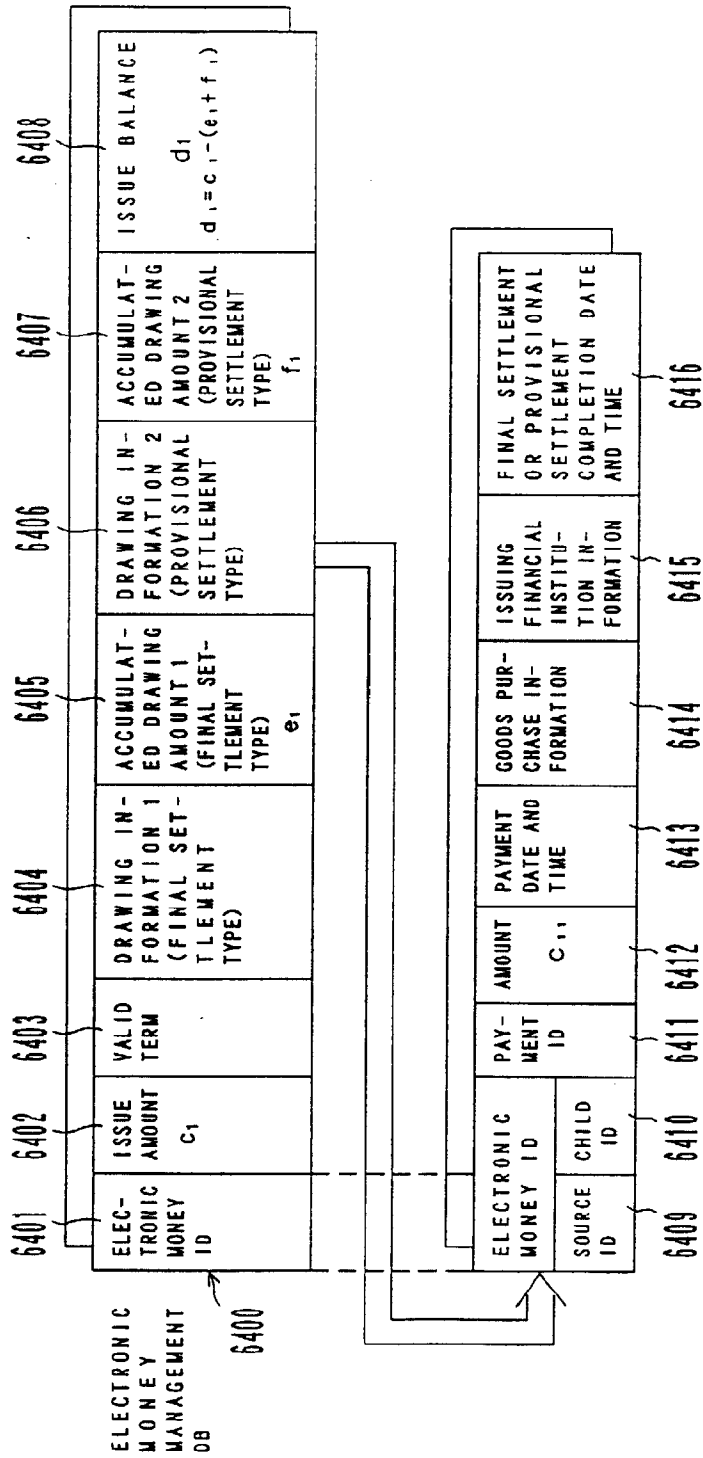 ELECTRONIC
MONEY
MANAGEMENT
DB
6400
6401
6402
6403
6404
6405
6406
6407
6408
ELEC-
TRONIC
MONEY
ID
ISSUE
AMOUNT
C₁
VALID
TERM
DRAWING IN-
FORMATION 1
(FINAL SET-
TLEMENT
TYPE)
ACCUMULAT-
ED DRAWING
AMOUNT 1
(FINAL SET-
TLEMENT
TYPE)
e₁
DRAWING IN-
FORMATION 2
(PROVISIONAL
SETTLEMENT
TYPE)
ACCUMULAT-
ED DRAWING
AMOUNT 2
(PROVISIONAL
SETTLEMENT
TYPE)
f₁
ISSUE BALANCE
d₁
d₁=c₁-(e₁+f₁)
ELECTRONIC
MONEY ID
SOURCE
ID
CHILD
ID
PAY-
MENT
ID
AMOUNT
C₁₁
PAYMENT
DATE AND
TIME
GOODS PUR-
CHASE IN-
FORMATION
ISSUING
FINANCIAL
INSTITU-
TION IN-
FORMATION
FINAL SETTLEMENT
OR PROVISIONAL
SETTLEMENT
COMPLETION DATE
AND TIME
6409
6410
6411
6412
6413
6414
6415
6416